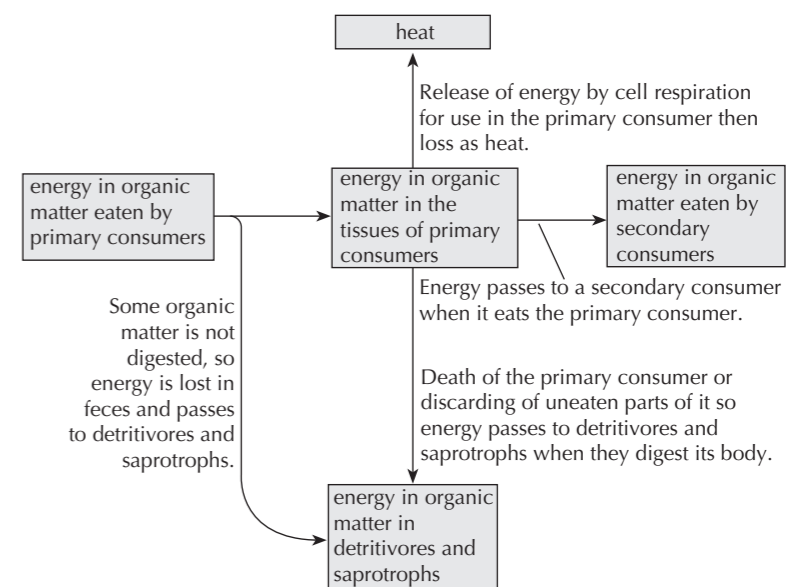 heat
Release of energy by cell respiration
for use in the primary consumer then
loss as heat.
energy in organic
matter eaten by
primary consumers
energy in organic
matter in the
tissues of primary
consumers
energy in organic
matter eaten by
secondary
consumers
Energy passes to a secondary consumer
when it eats the primary consumer.
Some organic
matter is not
digested, so
energy is lost in
feces and passes
to detritivores and
saprotrophs.
Death of the primary consumer or
discarding of uneaten parts of it so
energy passes to detritivores and
saprotrophs when they digest its body.
energy in organic
matter in
detritivores and
saprotrophs